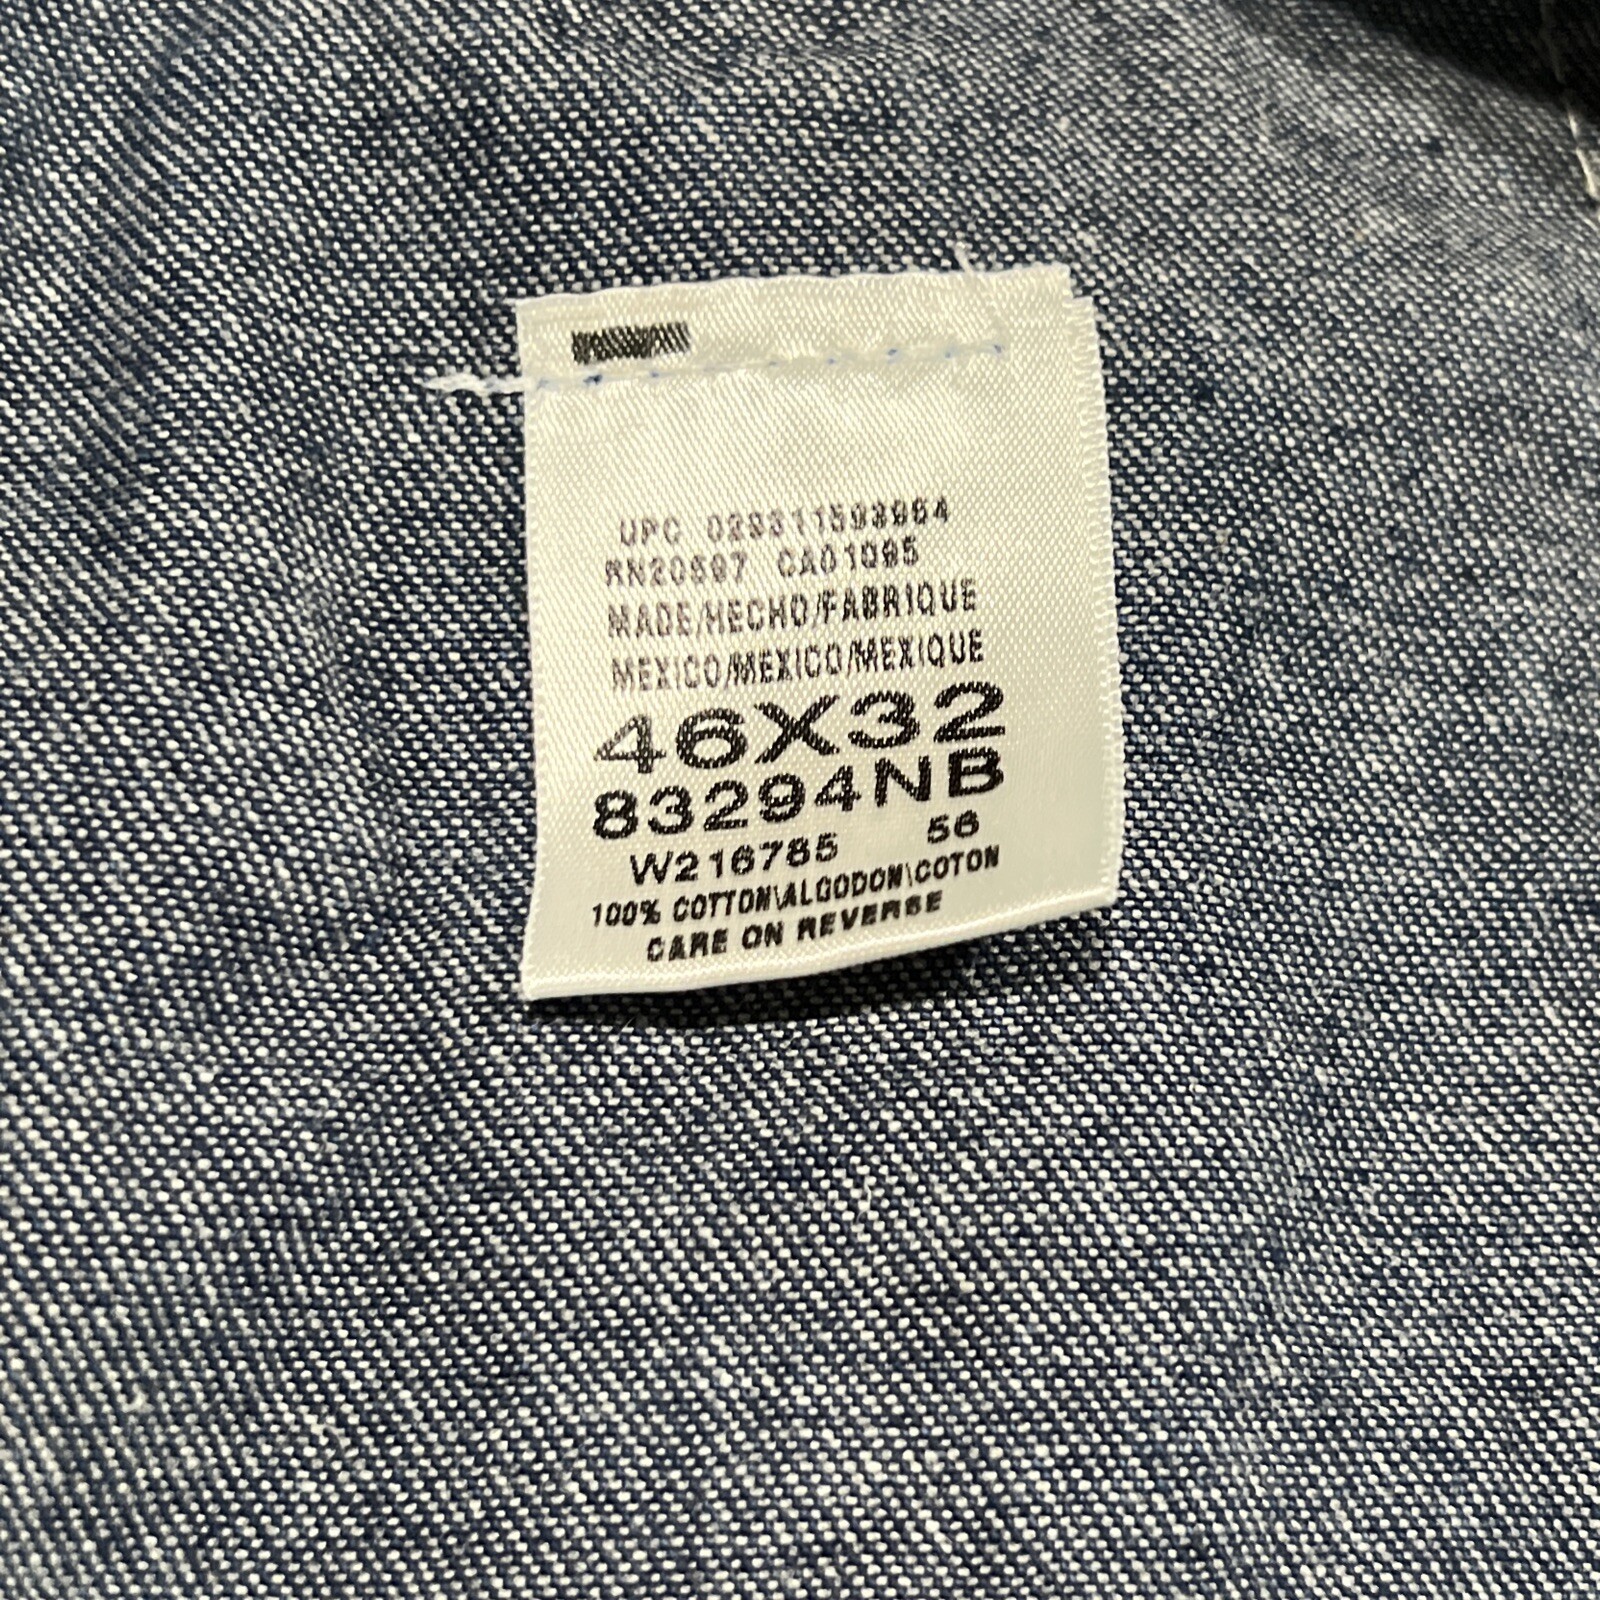 UPC 029311593964
RN20697 CA01095
MADE/HECHO/FABRIQUE
MEXICO/MEXICO/MEXIQUE
46X32
83294NB
W216785 56
100% COTTON\ALGODON\COTON
CARE ON REVERSE